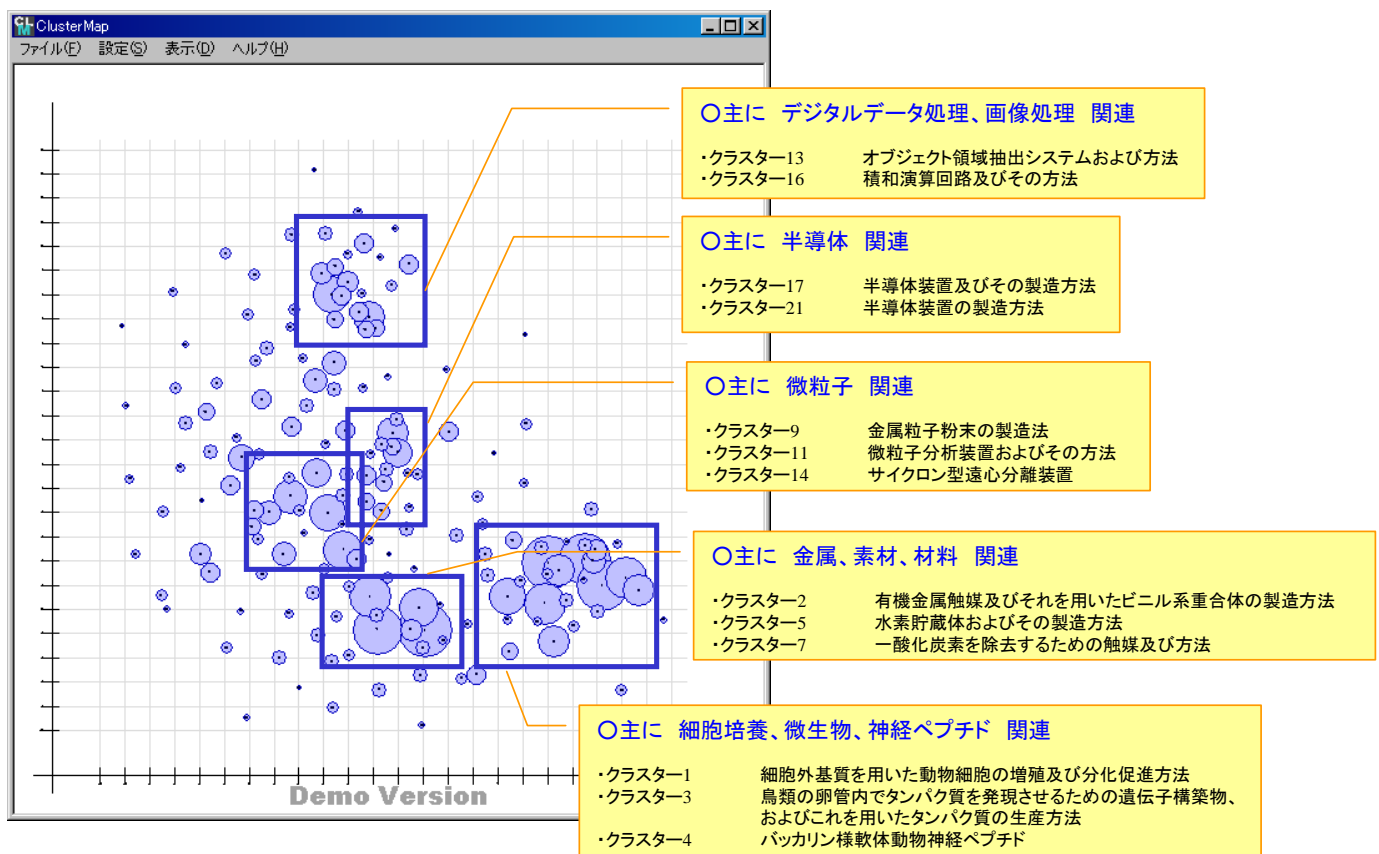 ClusterMap
ファイル(F) 設定(S) 表示(D) ヘルプ(H)
〇主に デジタルデータ処理、画像処理 関連
・クラスター13 オブジェクト領域抽出システムおよび方法
・クラスター16 積和演算回路及びその方法
〇主に 半導体 関連
・クラスター17 半導体装置及びその製造方法
・クラスター21 半導体装置の製造方法
〇主に 微粒子 関連
・クラスター9 金属粒子粉末の製造法
・クラスター11 微粒子分析装置およびその方法
・クラスター14 サイクロン型遠心分離装置
〇主に 金属、素材、材料 関連
・クラスター2 有機金属触媒及びそれを用いたビニル系重合体の製造方法
・クラスター5 水素貯蔵体およびその製造方法
・クラスター7 一酸化炭素を除去するための触媒及び方法
〇主に 細胞培養、微生物、神経ペプチド 関連
・クラスター1 細胞外基質を用いた動物細胞の増殖及び分化促進方法
・クラスター3 鳥類の卵管内でタンパク質を発現させるための遺伝子構築物、
およびこれを用いたタンパク質の生産方法
・クラスター4 バッカリン様軟体動物神経ペプチド
Demo Version